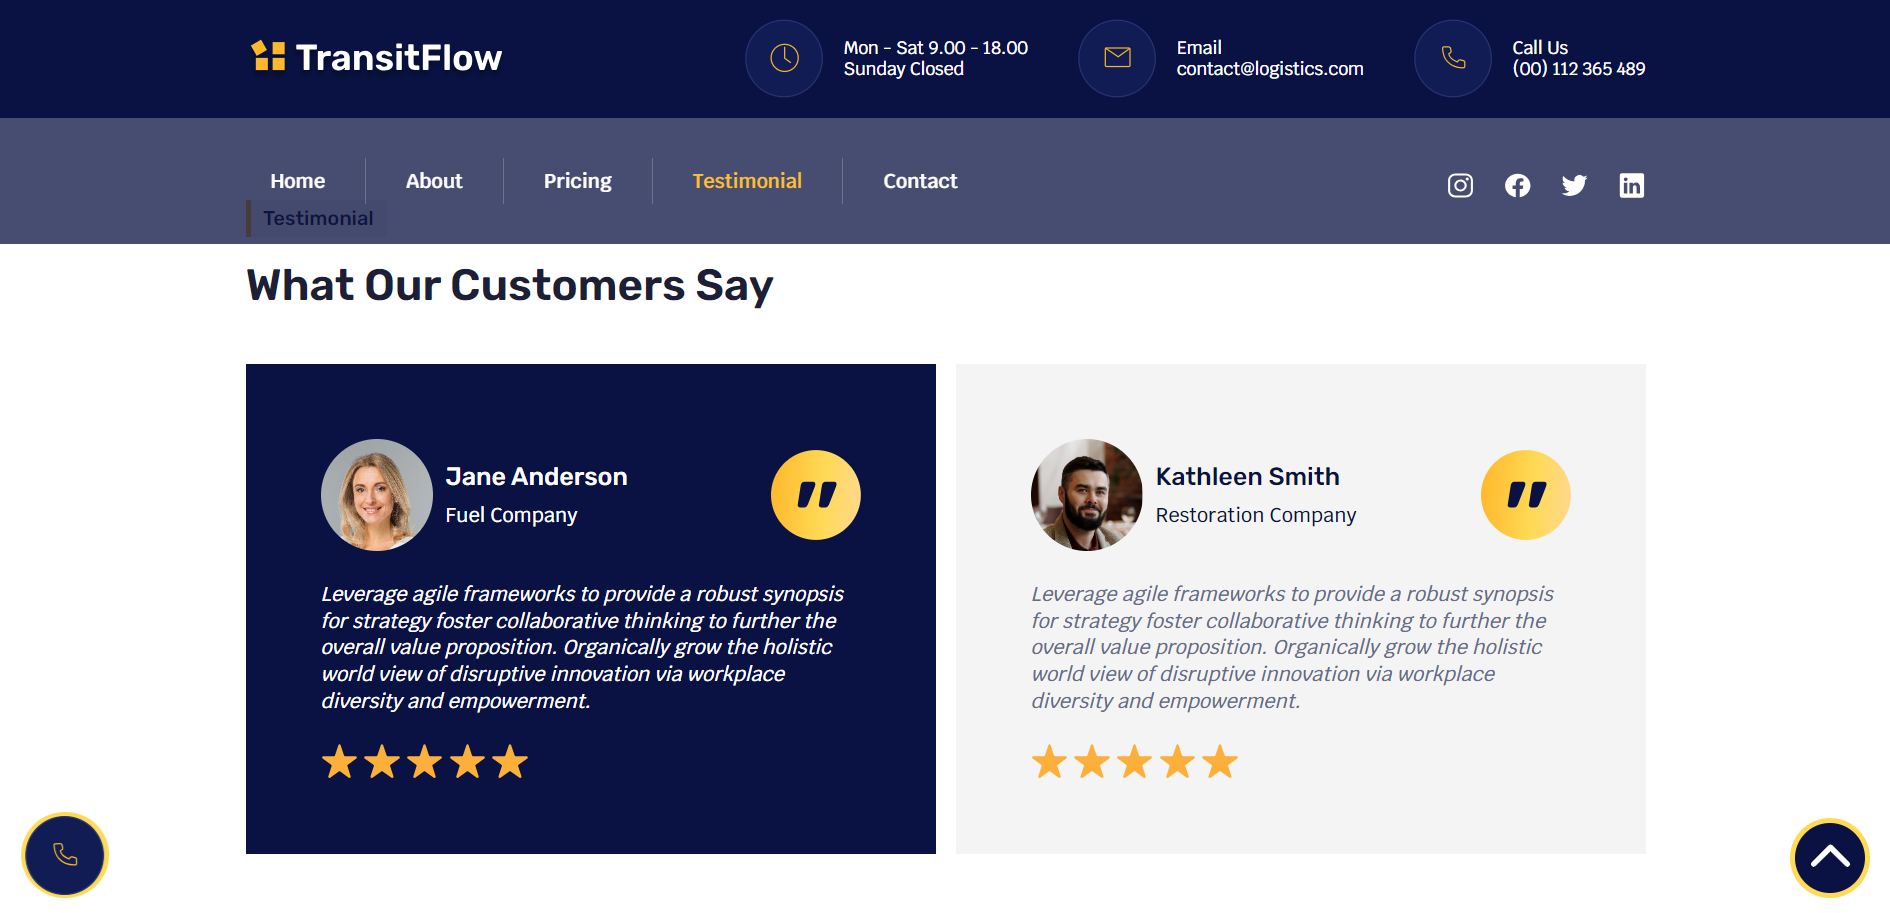 TransitFlow
Mon - Sat 9.00 - 18.00
Sunday Closed
Email
contact@logistics.com
Call Us
(00) 112 365 489
Home
About
Pricing
Testimonial
Contact
Testimonial
What Our Customers Say
Jane Anderson
Fuel Company
Leverage agile frameworks to provide a robust synopsis
for strategy foster collaborative thinking to further the
overall value proposition. Organically grow the holistic
world view of disruptive innovation via workplace
diversity and empowerment.
Kathleen Smith
Restoration Company
Leverage agile frameworks to provide a robust synopsis
for strategy foster collaborative thinking to further the
overall value proposition. Organically grow the holistic
world view of disruptive innovation via workplace
diversity and empowerment.